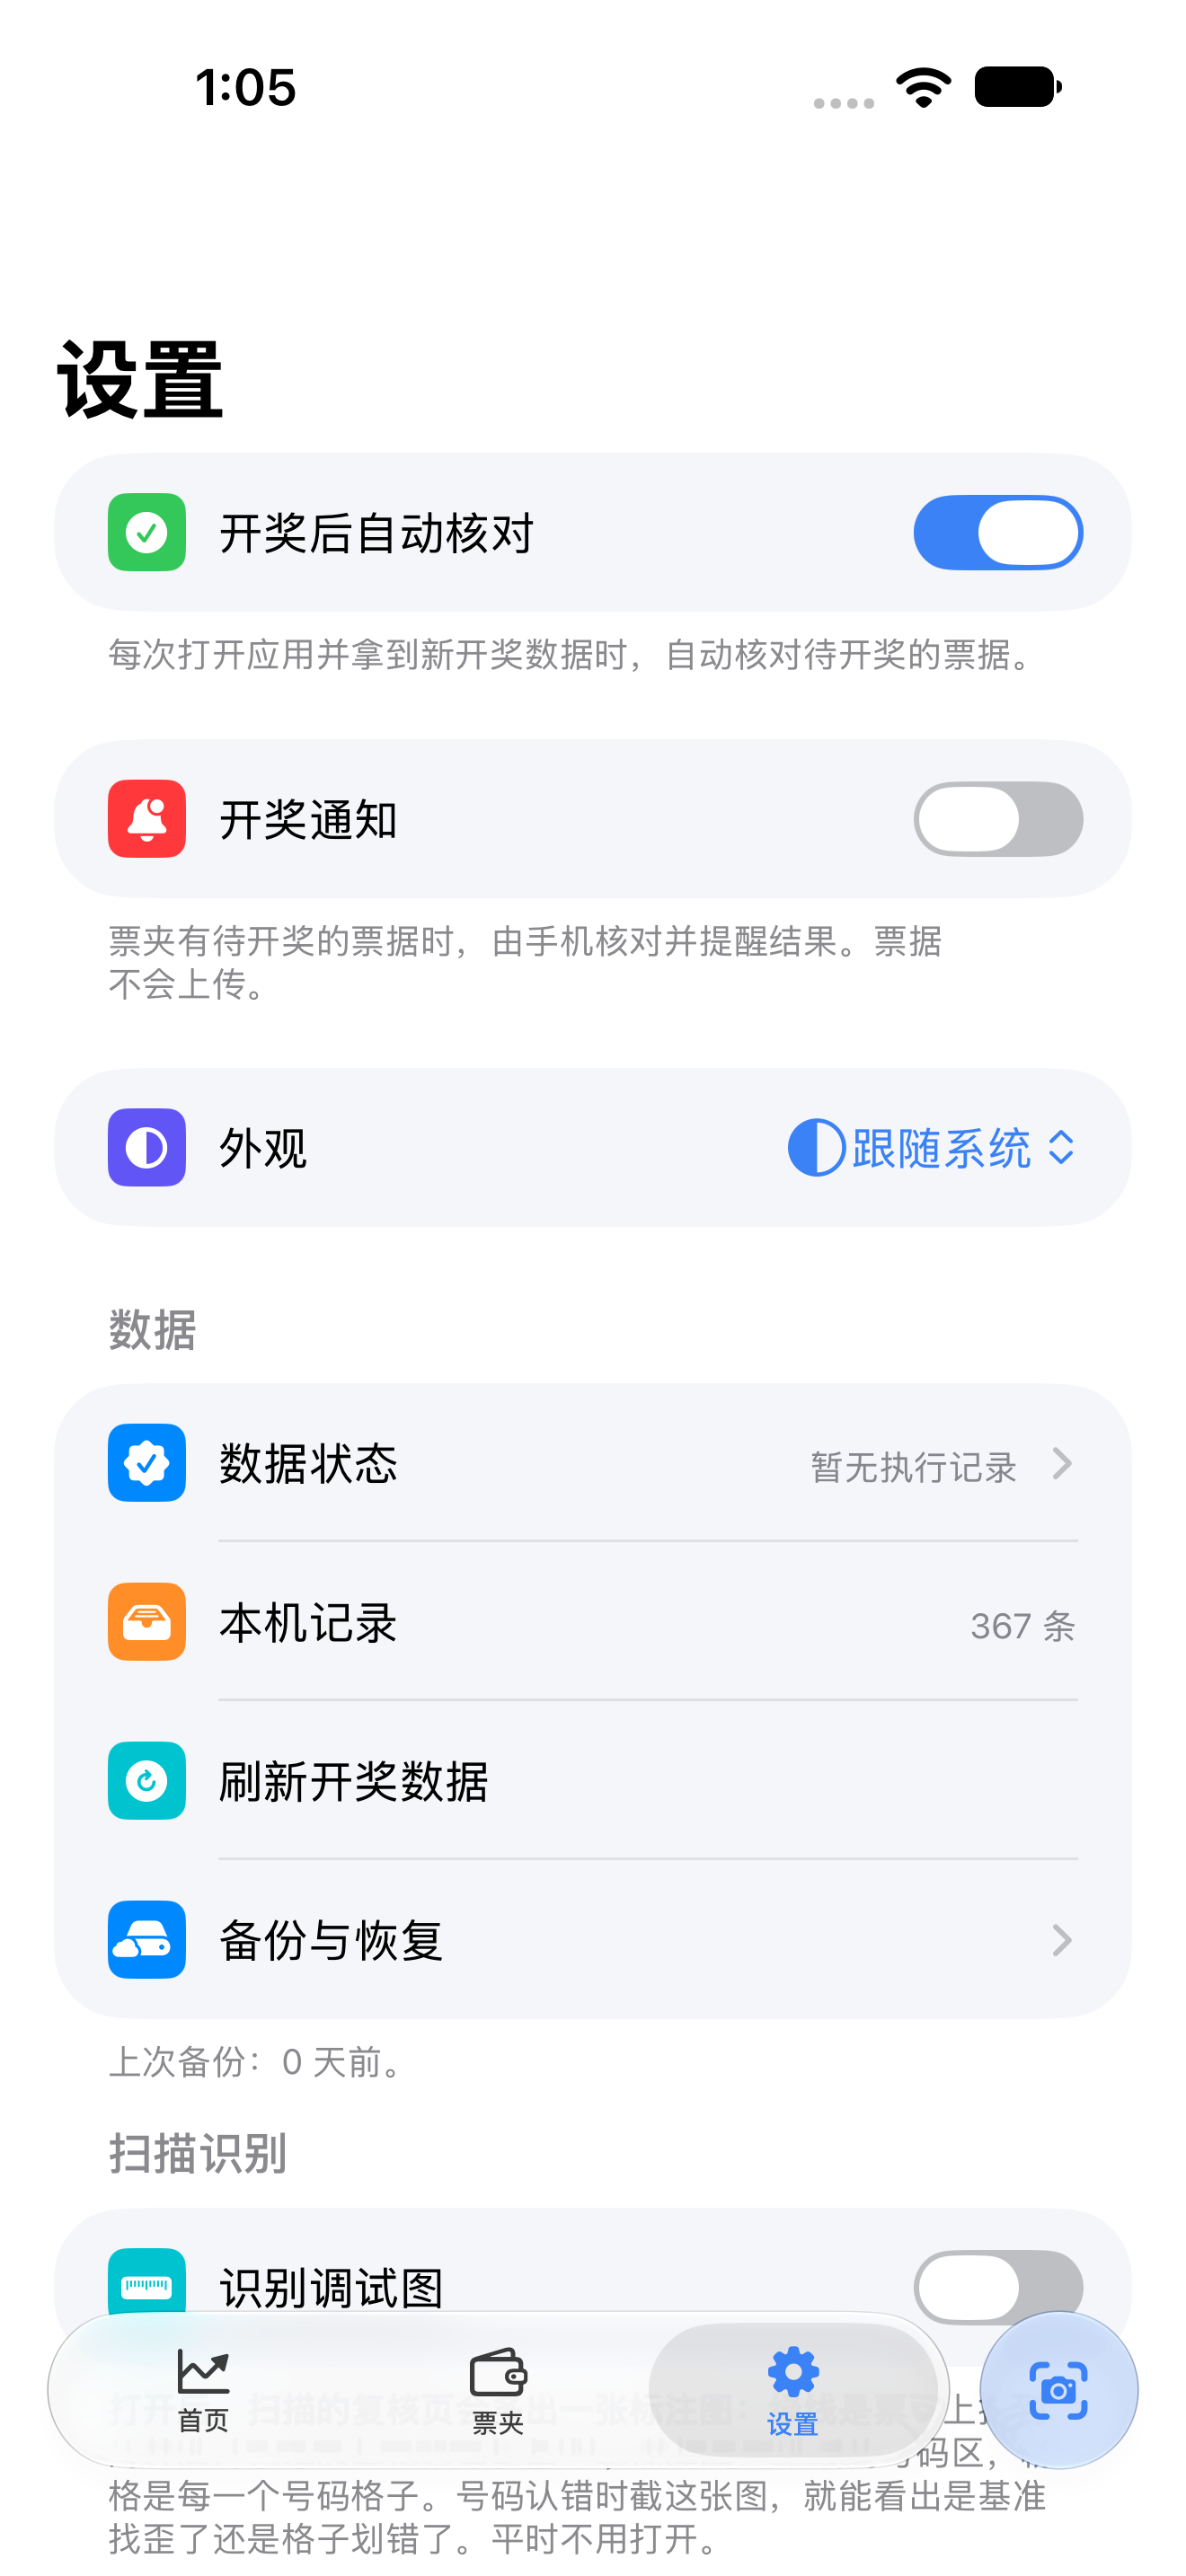 1:05
设置
开奖后自动核对
每次打开应用并拿到新开奖数据时，自动核对待开奖的票据。
开奖通知
票夹有待开奖的票据时，由手机核对并提醒结果。票据
不会上传。
外观
跟随系统
数据
数据状态
暂无执行记录
本机记录
367 条
刷新开奖数据
备份与恢复
上次备份：0 天前。
扫描识别
识别调试图
首页
票夹
设置
格是每一个号码格子。号码认错时截这张图，就能看出是基准
找歪了还是格子划错了。平时不用打开。